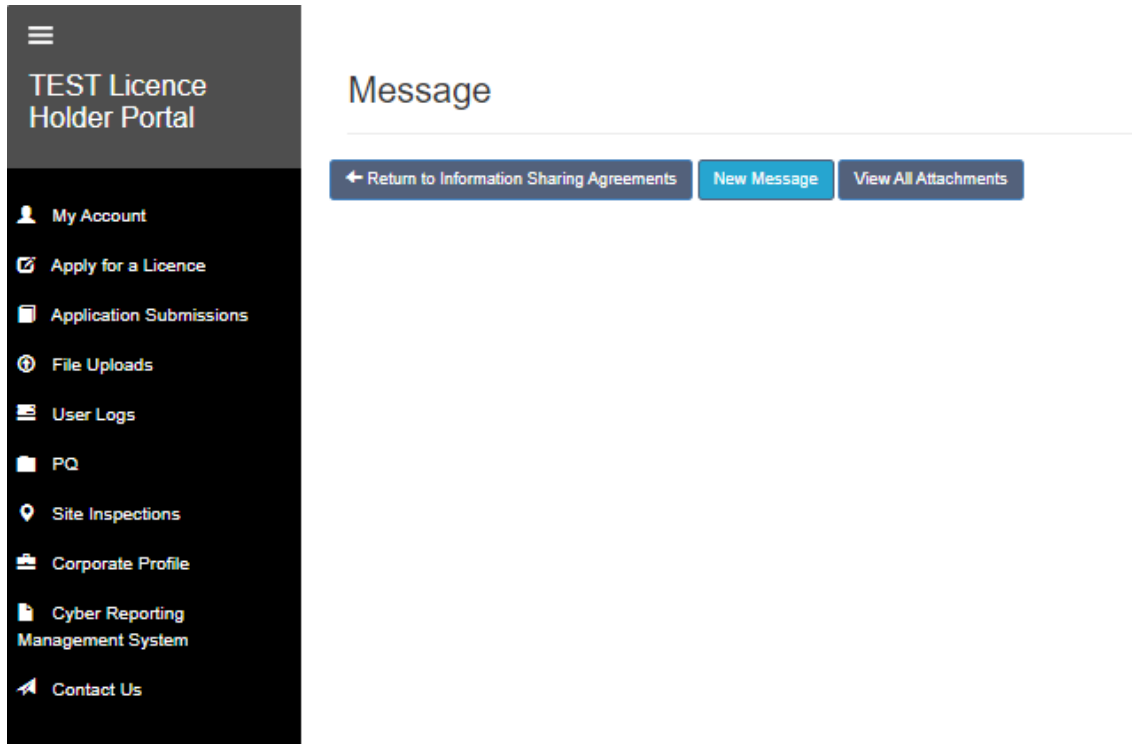 TEST Licence
Holder Portal
My Account
Apply for a Licence
Application Submissions
File Uploads
User Logs
PQ
Site Inspections
Corporate Profile
Cyber Reporting
Management System
Contact Us
Message
Return to Information Sharing Agreements
New Message
View All Attachments